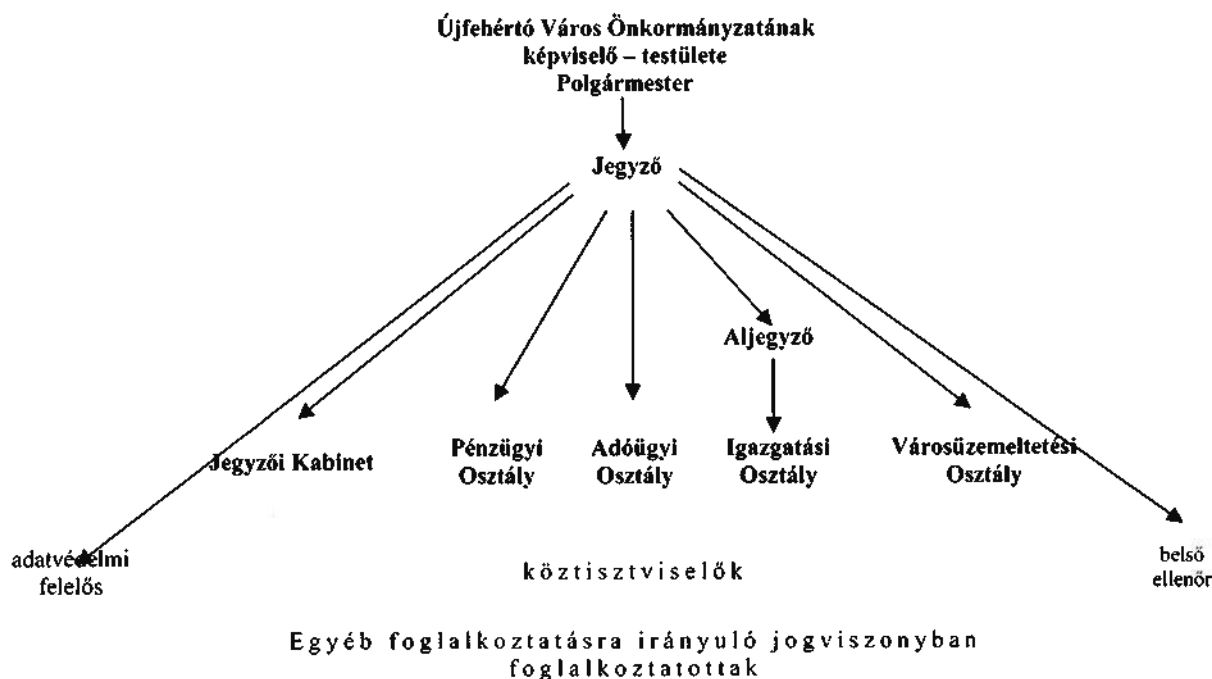 Újfehértó Város Önkormányzatának
képviselő – testülete
Polgármester
Jegyző
Aljegyző
Jegyzői Kabinet
Pénzügyi
Osztály
Adóügyi
Osztály
Igazgatási
Osztály
Városüzemeltetési
Osztály
adatvédelmi
felelős
köztisztviselők
belső
ellenőr
Egyéb foglalkoztatásra irányuló jogviszonyban
foglalkoztatottak